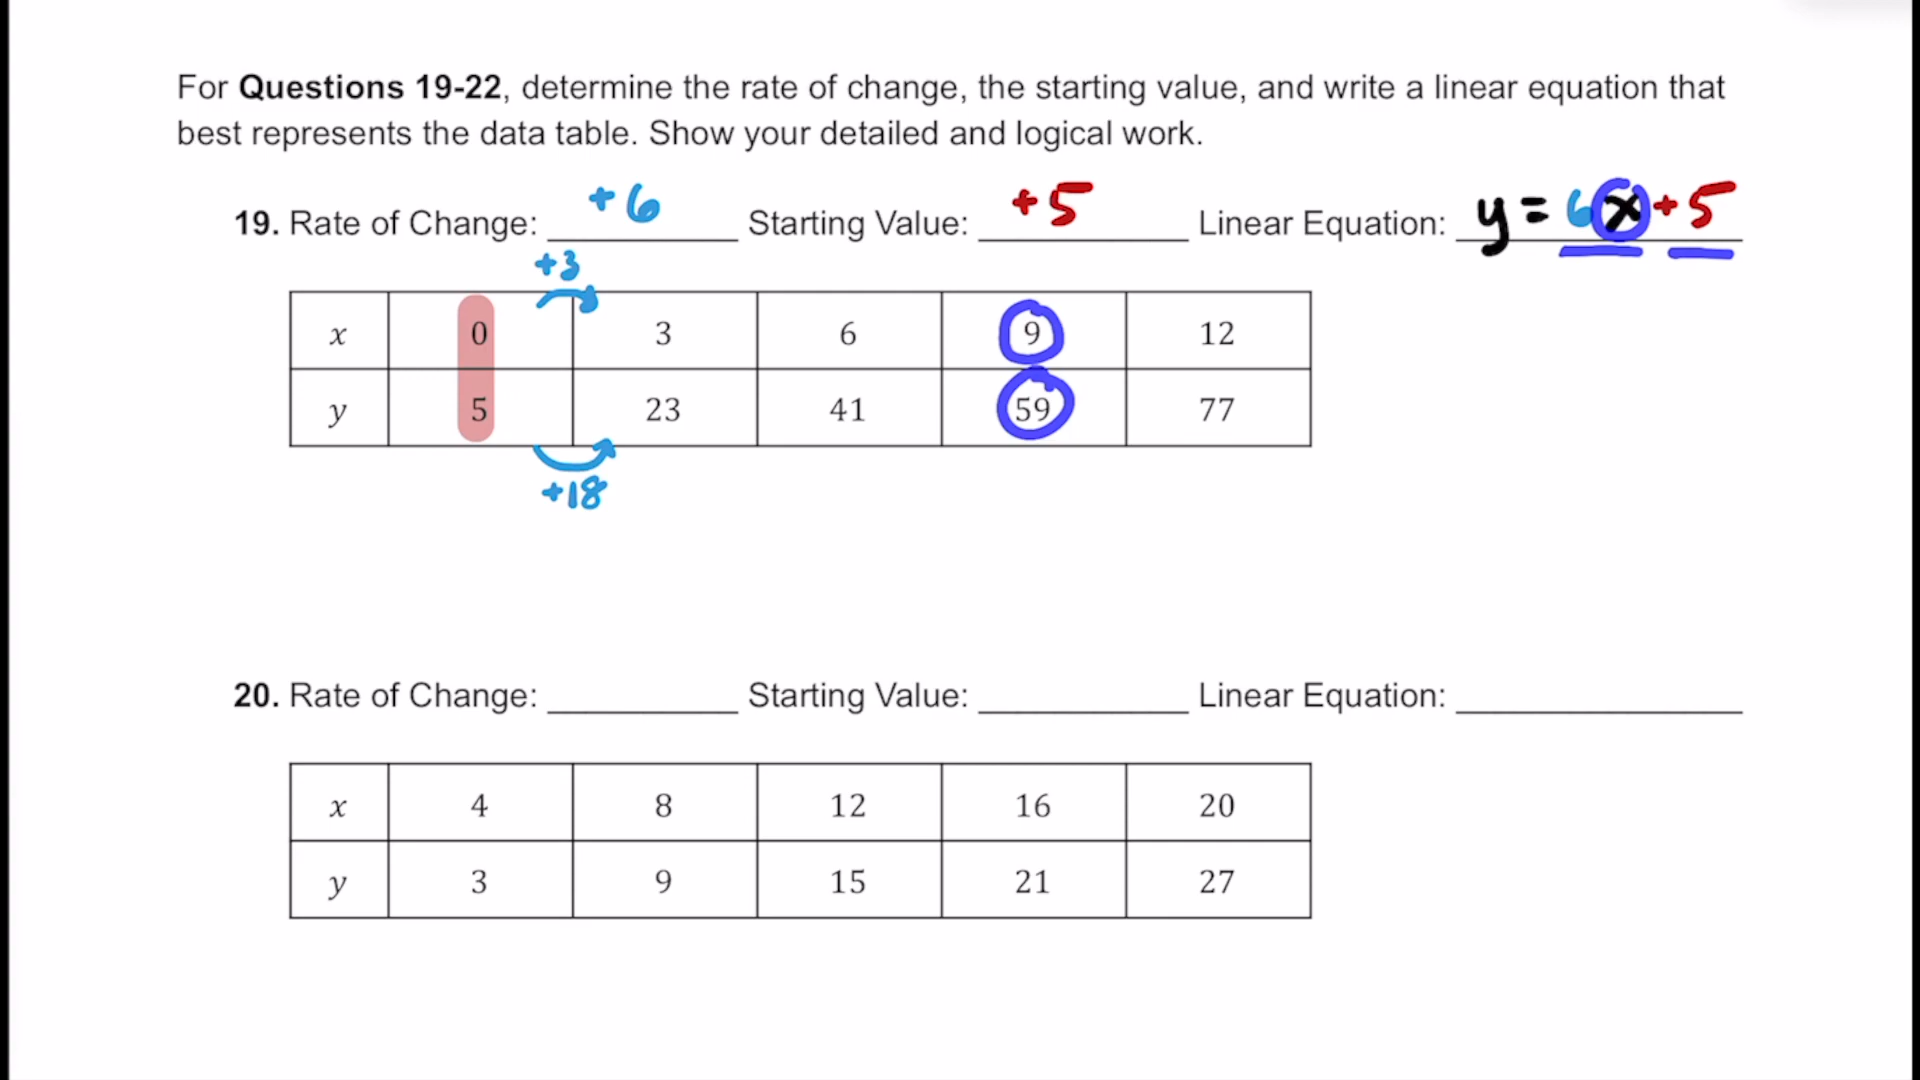 For Questions 19-22, determine the rate of change, the starting value, and write a linear equation that
best represents the data table. Show your detailed and logical work.
19. Rate of Change: +6 Starting Value: +5 Linear Equation: y = 6x + 5
+3
x 0 3 6 9 12
y 5 23 41 59 77
+18
20. Rate of Change: __________ Starting Value: ___________ Linear Equation: _______________
x 4 8 12 16 20
y 3 9 15 21 27